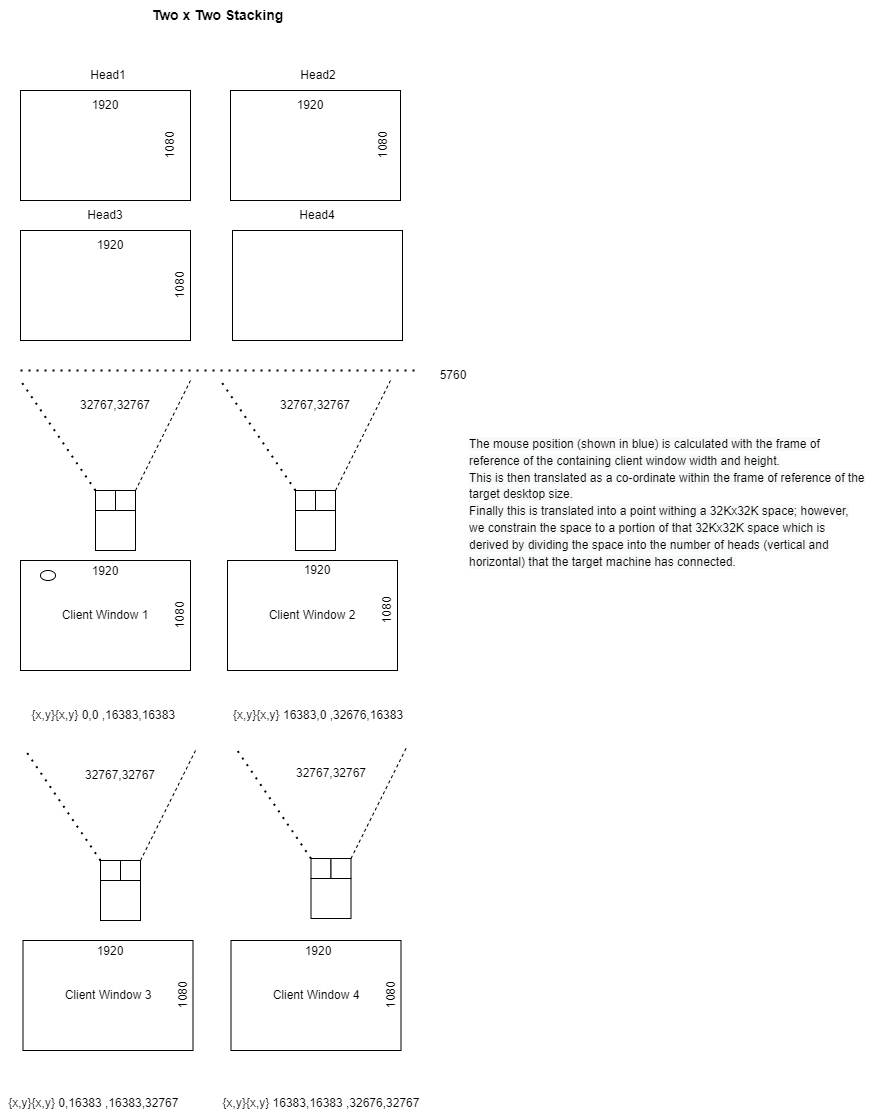 Two x Two Stacking
Head1
Head2
1920
1080
1920
1080
Head3
Head4
1920
1080
5760
32767,32767
32767,32767
The mouse position (shown in blue) is calculated with the frame of
reference of the containing client window width and height.
This is then translated as a co-ordinate within the frame of reference of the
target desktop size.
Finally this is translated into a point withing a 32Kx32K space; however,
we constrain the space to a portion of that 32Kx32K space which is
derived by dividing the space into the number of heads (vertical and
horizontal) that the target machine has connected.
1920
Client Window 1
1080
1920
Client Window 2
1080
{x,y}{x,y} 0,0 ,16383,16383
{x,y}{x,y} 16383,0 ,32676,16383
32767,32767
32767,32767
1920
Client Window 3
1080
1920
Client Window 4
1080
{x,y}{x,y} 0,16383 ,16383,32767
{x,y}{x,y} 16383,16383 ,32676,32767